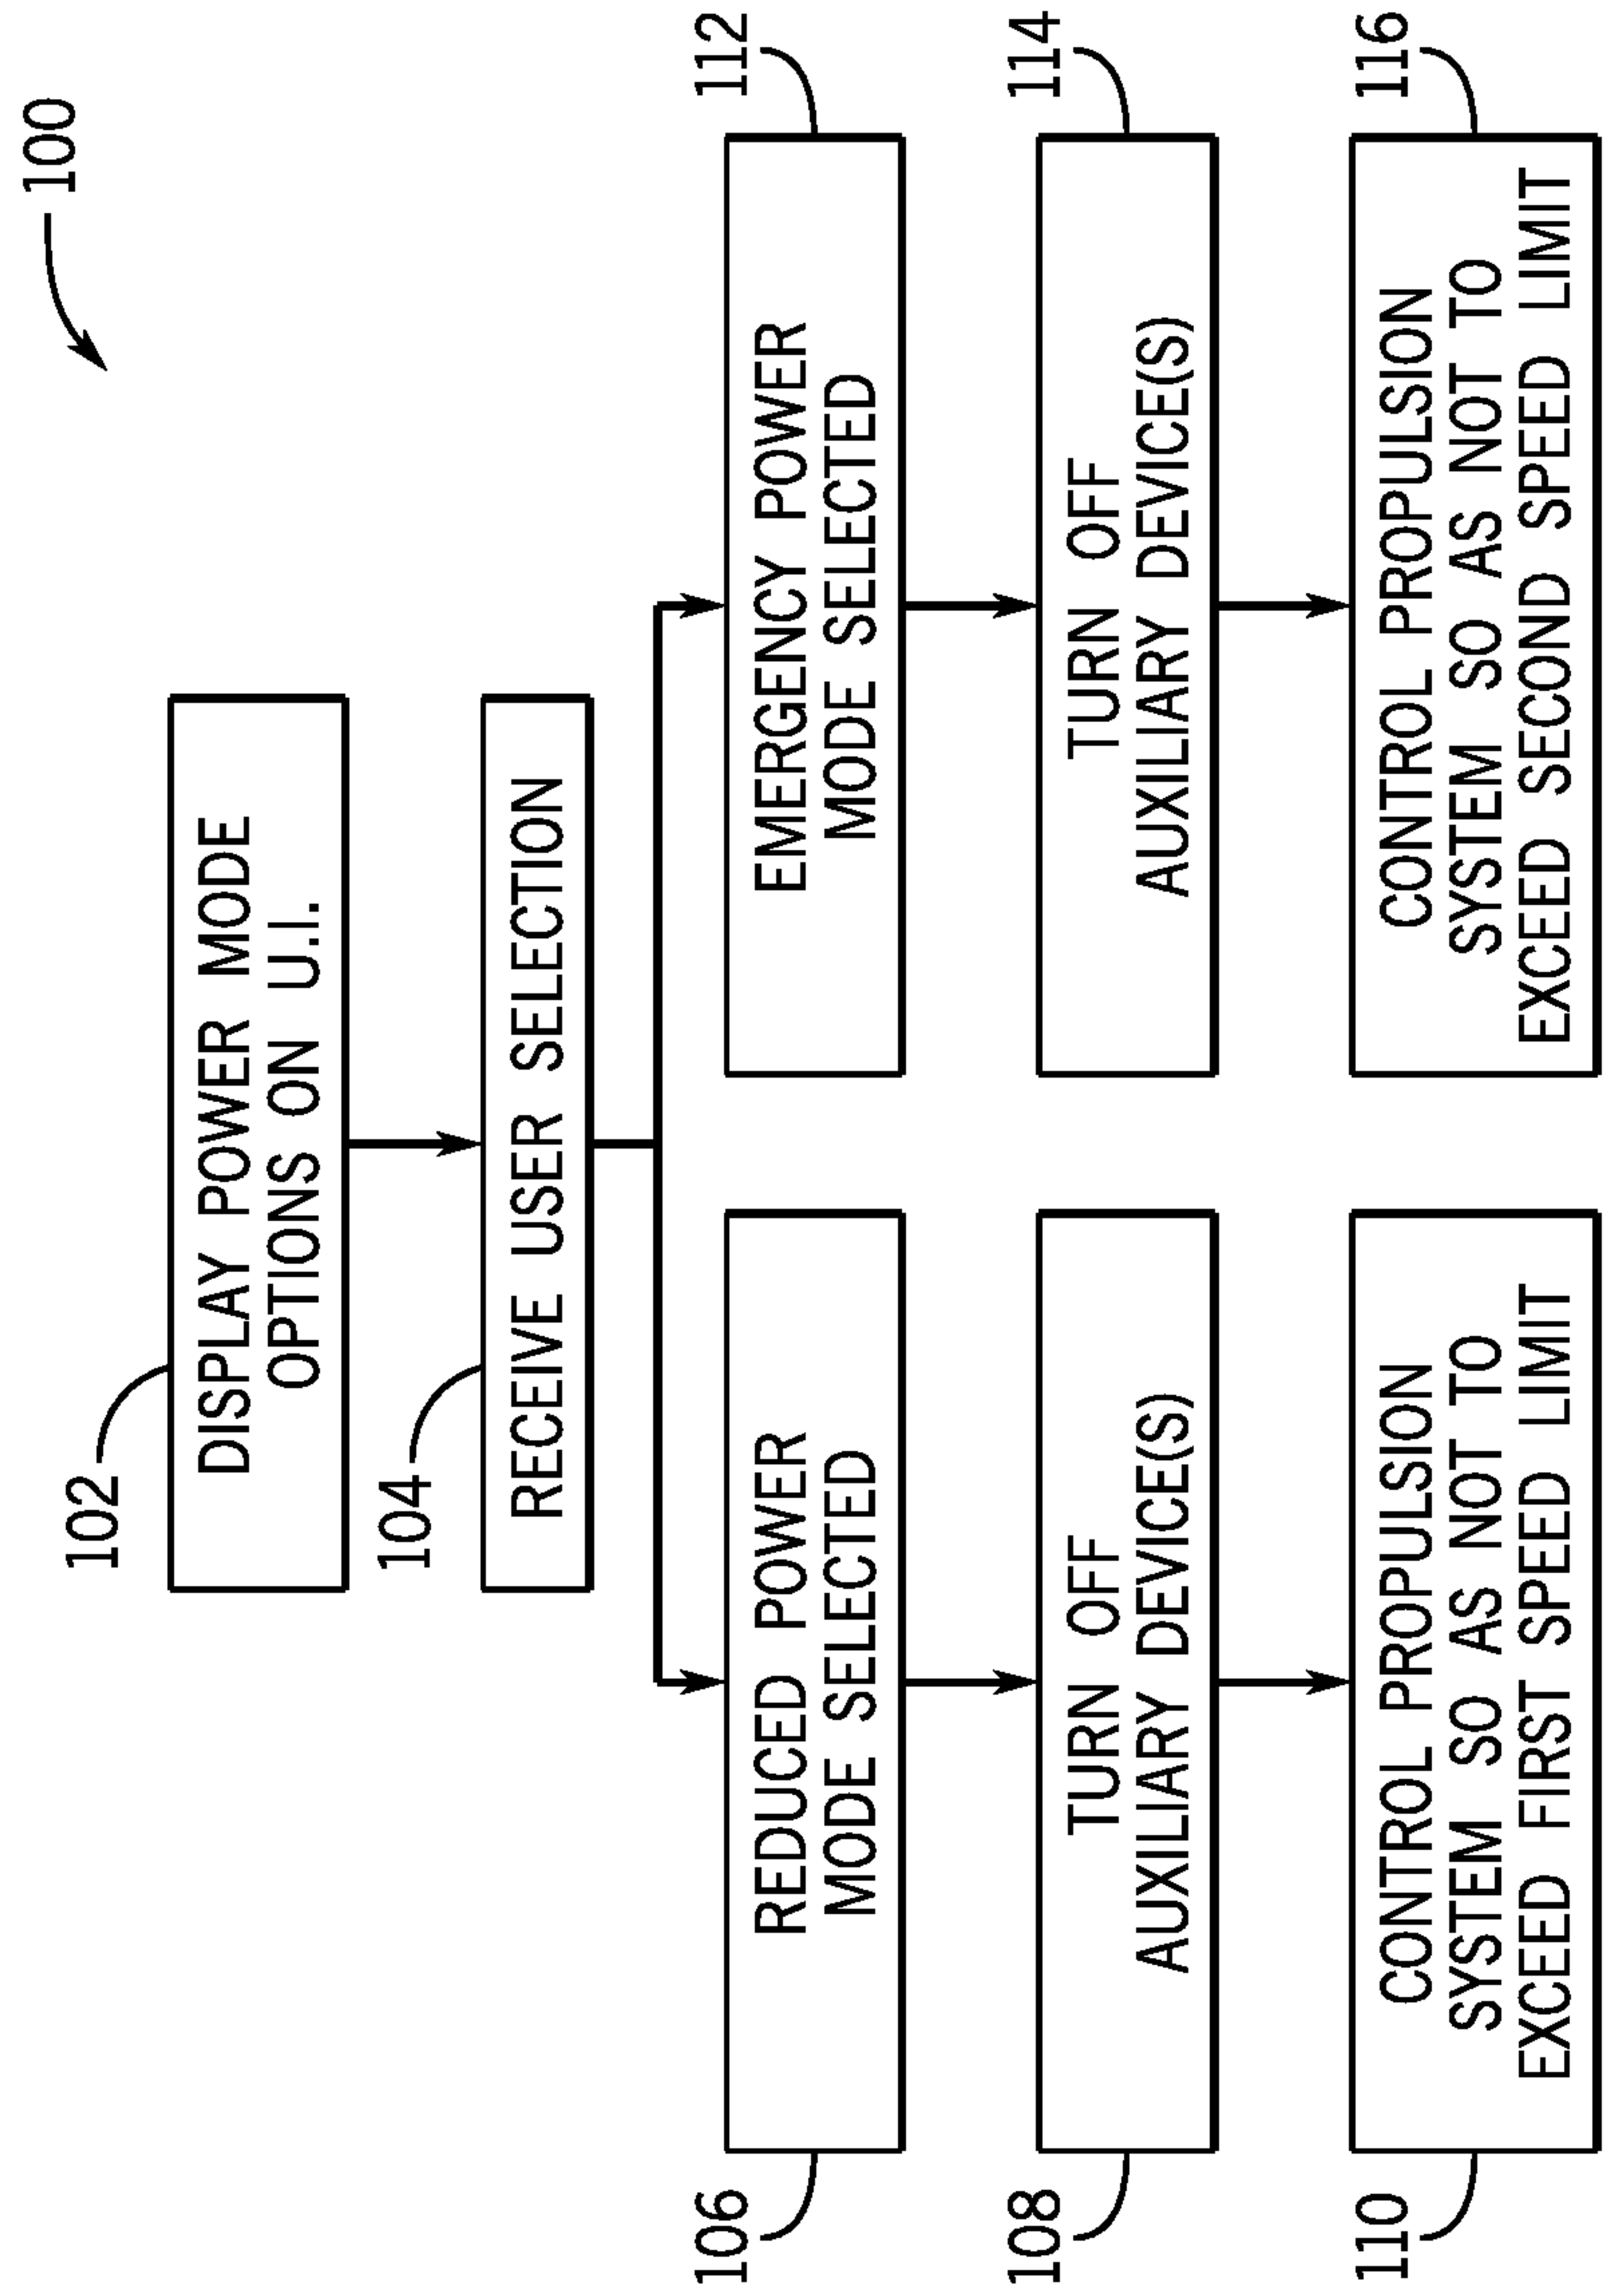 100
102
DISPLAY POWER MODE
OPTIONS ON U.I.
104
RECEIVE USER SELECTION
106
REDUCED POWER
MODE SELECTED
108
TURN OFF
AUXILIARY DEVICE(S)
110
CONTROL PROPULSION
SYSTEM SO AS NOT TO
EXCEED FIRST SPEED LIMIT
112
EMERGENCY POWER
MODE SELECTED
114
TURN OFF
AUXILIARY DEVICE(S)
116
CONTROL PROPULSION
SYSTEM SO AS NOT TO
EXCEED SECOND SPEED LIMIT